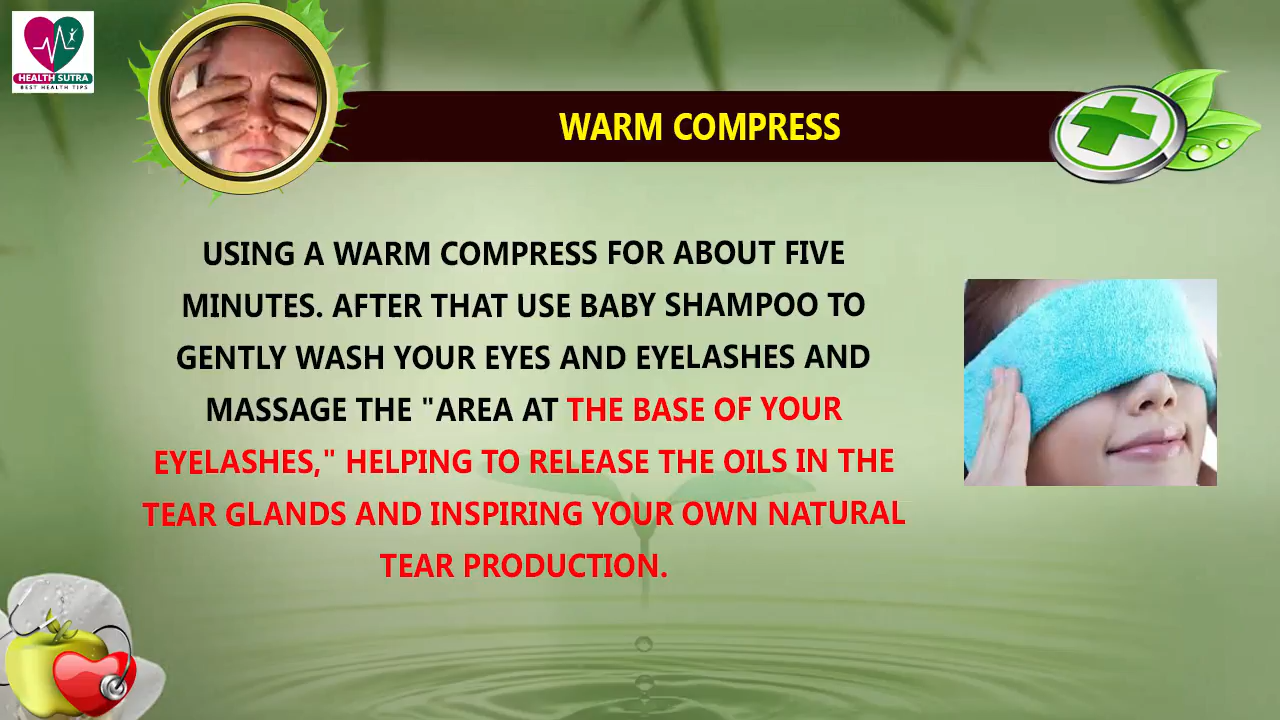 HEALTH SUTRA
BEST HEALTH TIPS
WARM COMPRESS
USING A WARM COMPRESS FOR ABOUT FIVE
MINUTES. AFTER THAT USE BABY SHAMPOO TO
GENTLY WASH YOUR EYES AND EYELASHES AND
MASSAGE THE "AREA AT THE BASE OF YOUR
EYELASHES," HELPING TO RELEASE THE OILS IN THE
TEAR GLANDS AND INSPIRING YOUR OWN NATURAL
TEAR PRODUCTION.